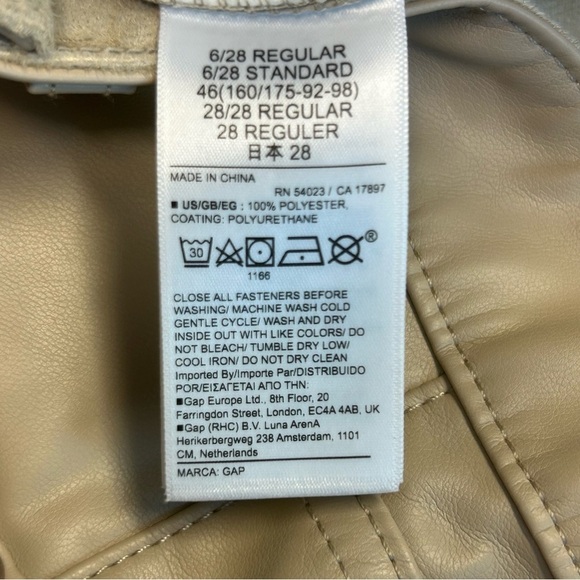 6/28 REGULAR
6/28 STANDARD
46(160/175-92-98)
28/28 REGULAR
28 REGULER
日本 28
MADE IN CHINA
RN 54023 / CA 17897
■ US/GB/EG : 100% POLYESTER,
COATING: POLYURETHANE
30
®
1166
CLOSE ALL FASTENERS BEFORE
WASHING/ MACHINE WASH COLD
GENTLE CYCLE/ WASH AND DRY
INSIDE OUT WITH LIKE COLORS/ DO
NOT BLEACH/ TUMBLE DRY LOW/
COOL IRON/ DO NOT DRY CLEAN
Imported By/Importe Par/DISTRIBUIDO
POR/ΕΙΣΑΓΕΤΑΙ ΑΠΟ ΤΗΝ:
■Gap Europe Ltd., 8th Floor, 20
Farringdon Street, London, EC4A 4AB, UK
■Gap (RHC) B.V. Luna ArenA
Herikerbergweg 238 Amsterdam, 1101
CM, Netherlands
MARCA: GAP